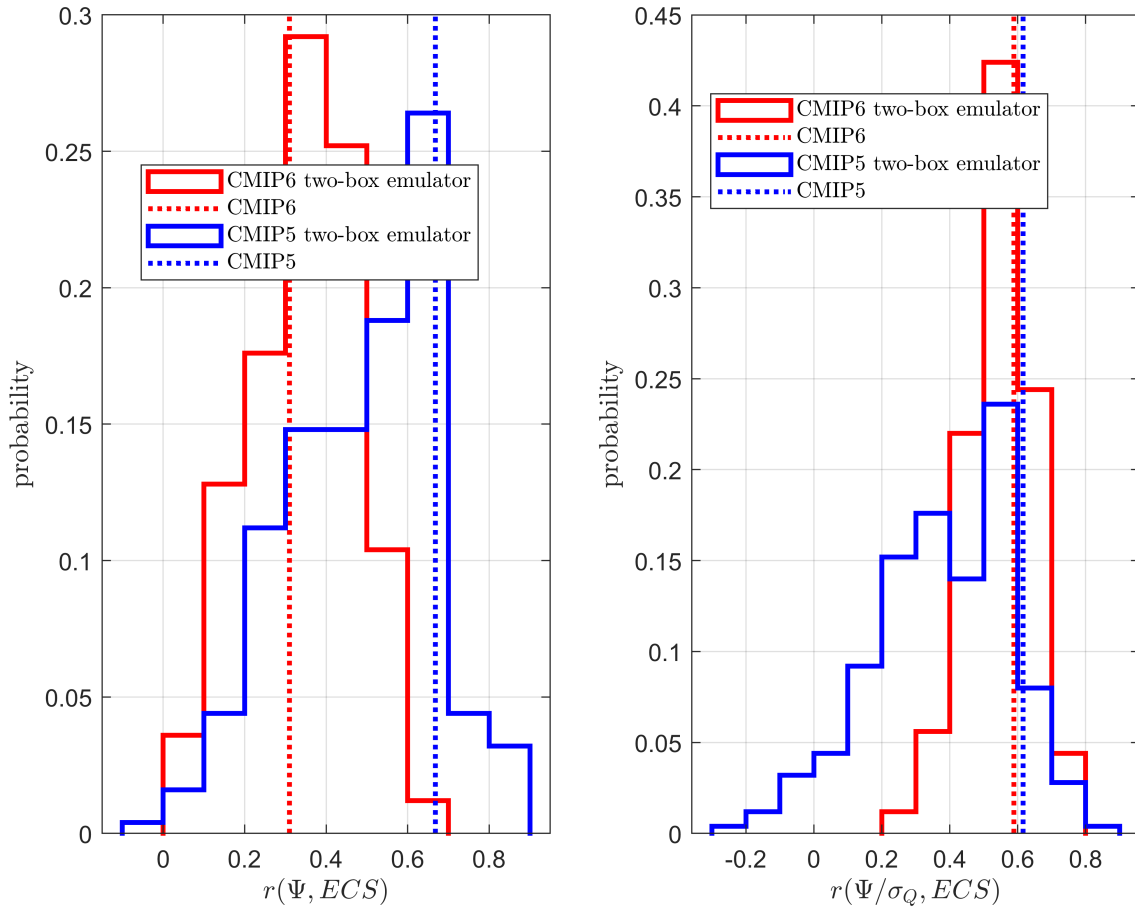 0.3
0.25
0.2
0.15
0.1
0.05
0
probability
CMIP6 two-box emulator
CMIP6
CMIP5 two-box emulator
CMIP5
0 0.2 0.4 0.6 0.8
r(Ψ, ECS)
0.45
0.4
0.35
0.3
0.25
0.2
0.15
0.1
0.05
0
probability
CMIP6 two-box emulator
CMIP6
CMIP5 two-box emulator
CMIP5
-0.2 0 0.2 0.4 0.6 0.8
r(Ψ/σ_Q, ECS)